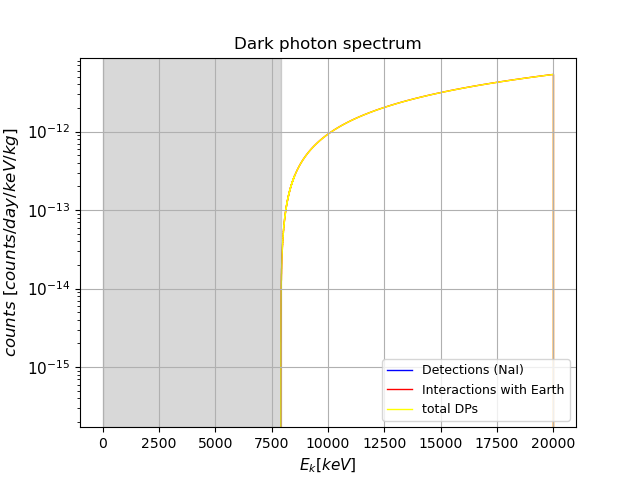 Dark photon spectrum
counts [counts/day/keV/kg]
10⁻¹²
10⁻¹³
10⁻¹⁴
10⁻¹⁵
Detections (NaI)
Interactions with Earth
total DPs
0 2500 5000 7500 10000 12500 15000 17500 20000
Eₖ[keV]